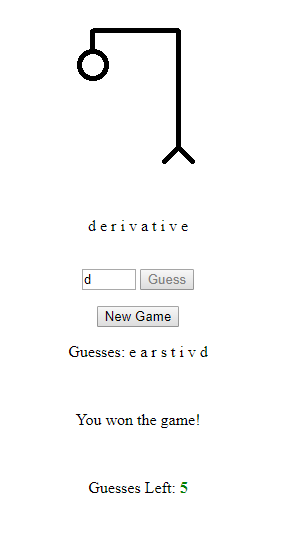 d e r i v a t i v e
d Guess
New Game
Guesses: e a r s t i v d
You won the game!
Guesses Left: 5